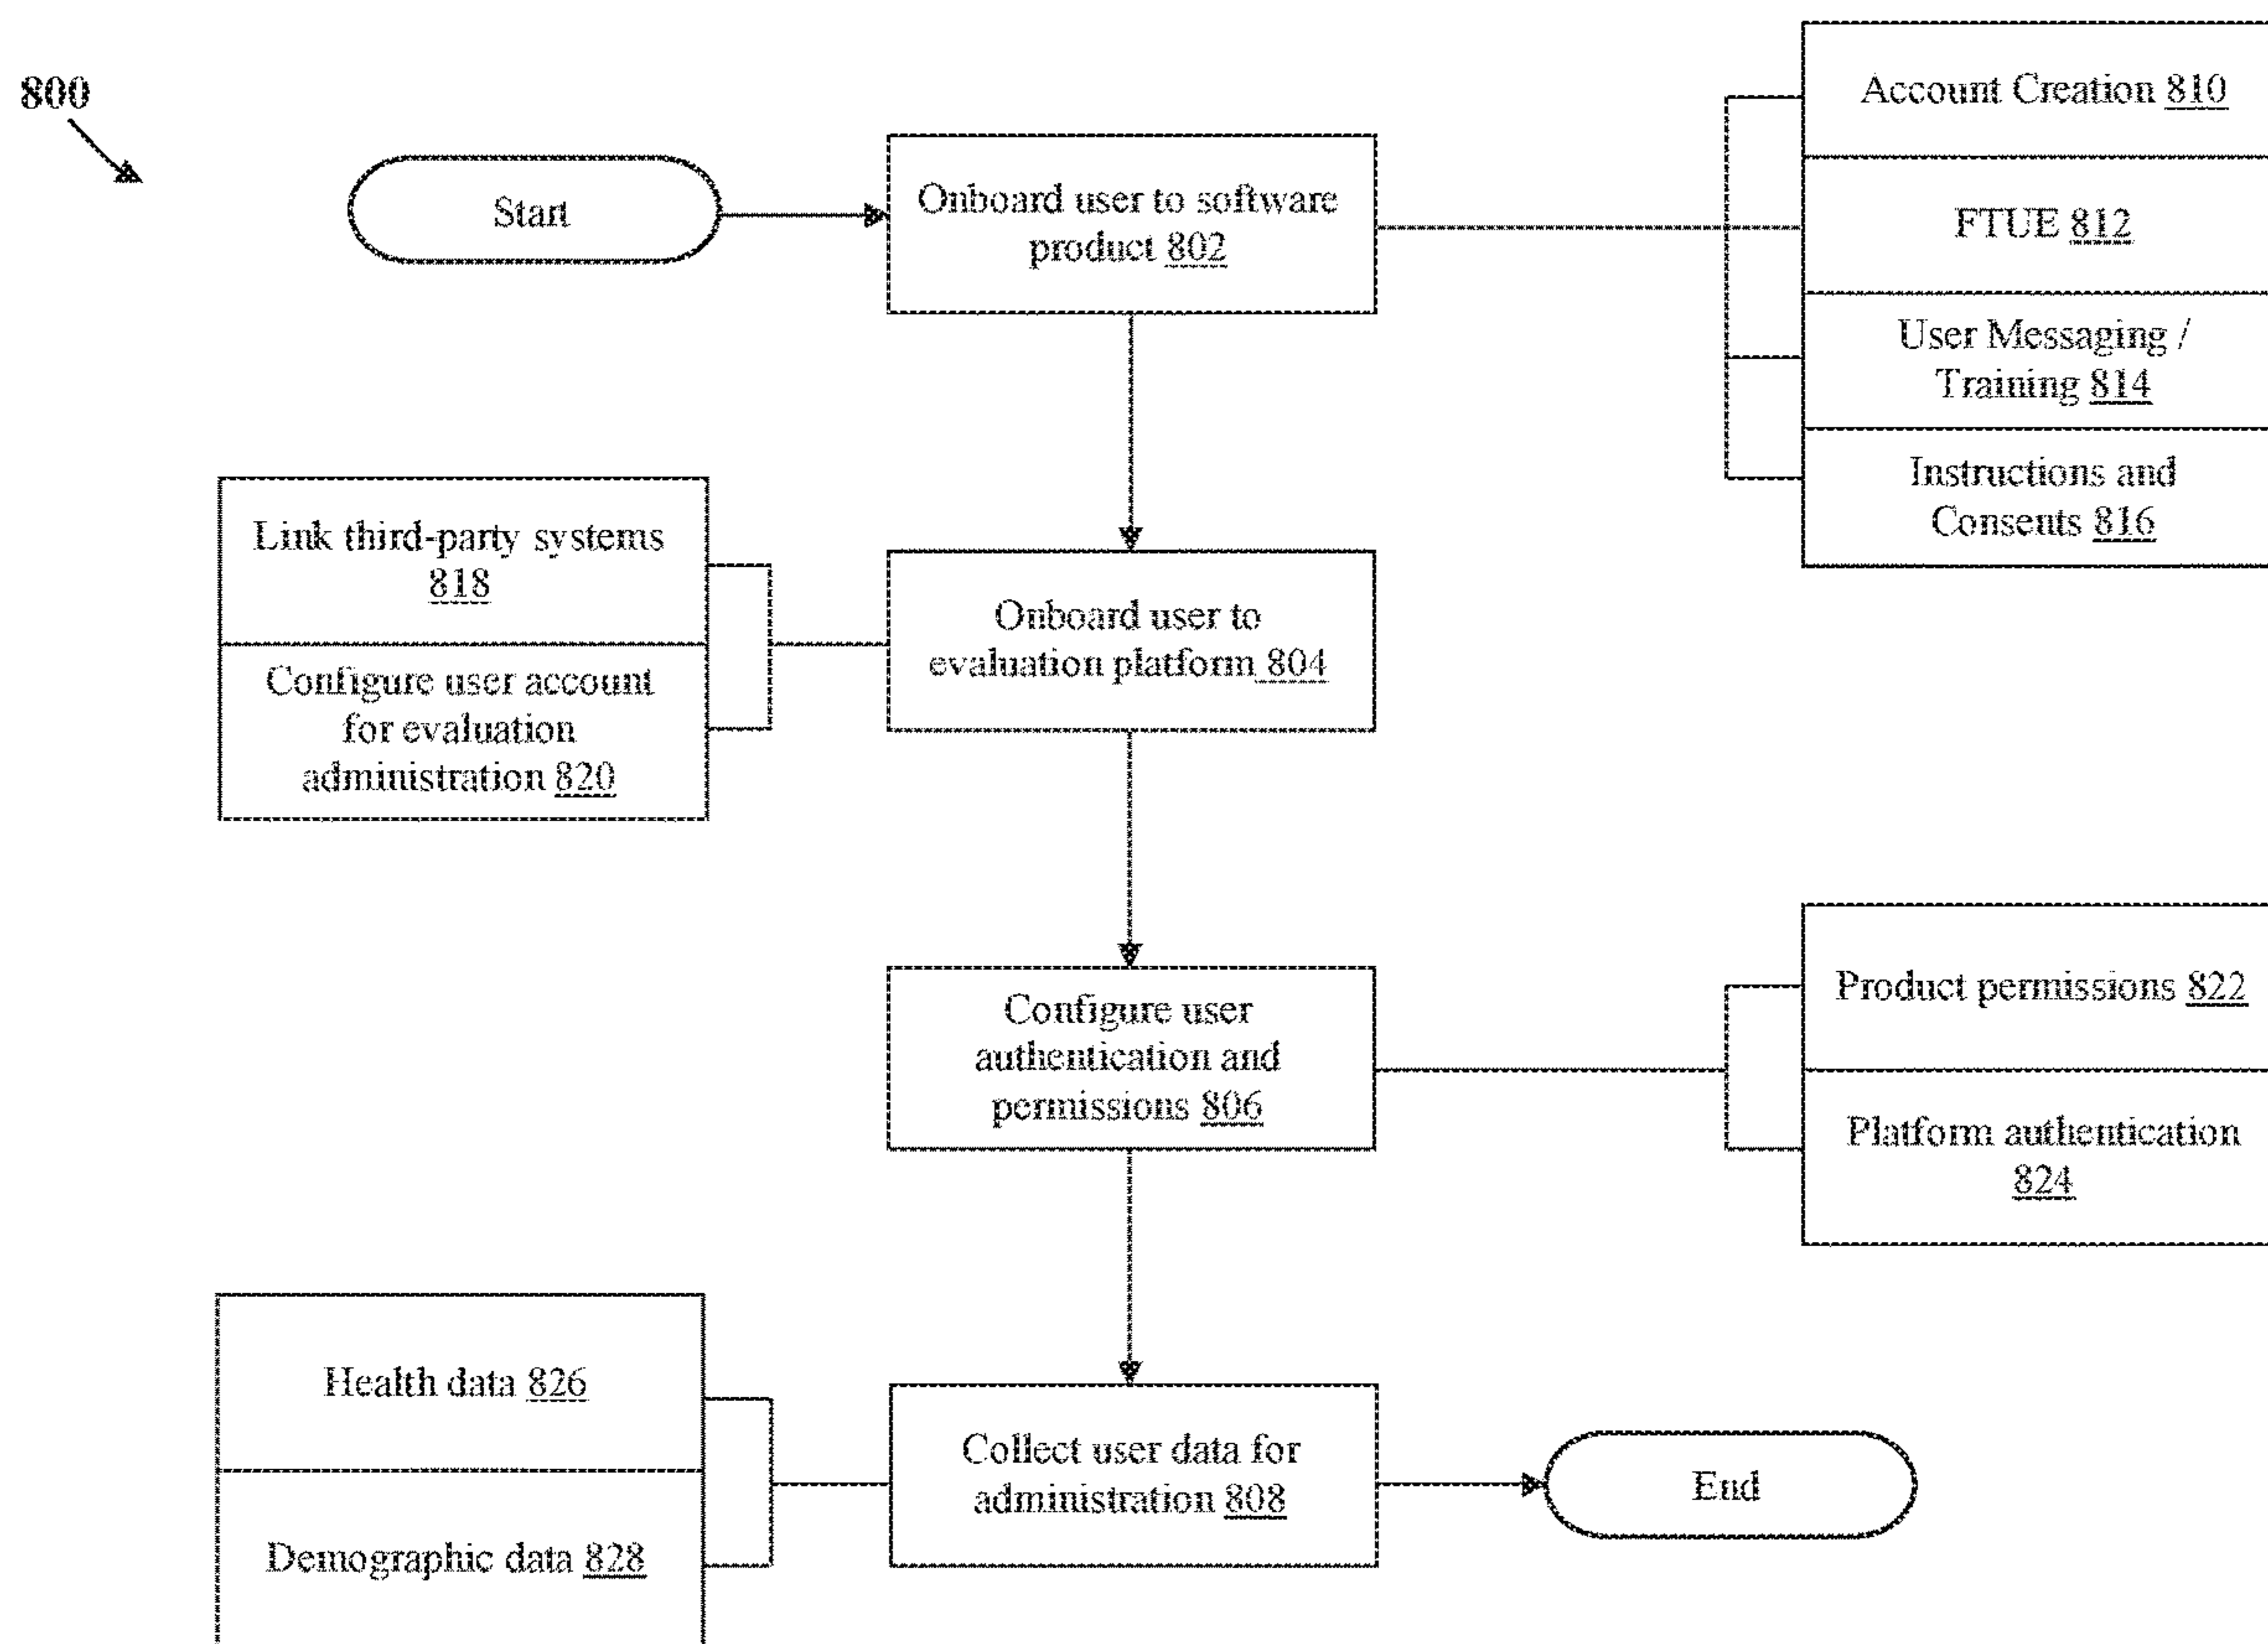 800
Start
Onboard user to software
product 802
Account Creation 810
FTUE 812
User Messaging /
Training 814
Instructions and
Consents 816
Link third-party systems
818
Configure user account
for evaluation
administration 820
Onboard user to
evaluation platform 804
Configure user
authentication and
permissions 806
Product permissions 822
Platform authentication
824
Health data 826
Demographic data 828
Collect user data for
administration 808
End